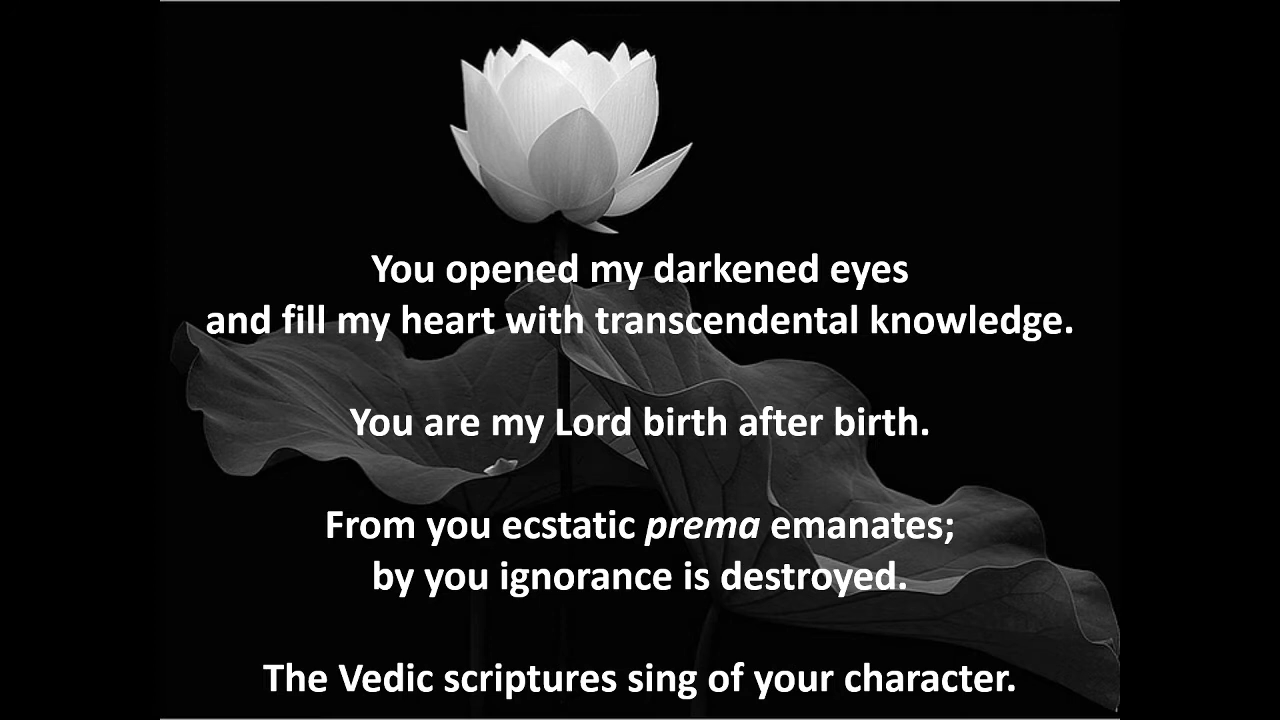 You opened my darkened eyes
and fill my heart with transcendental knowledge.
You are my Lord birth after birth.
From you ecstatic prema emanates;
by you ignorance is destroyed.
The Vedic scriptures sing of your character.